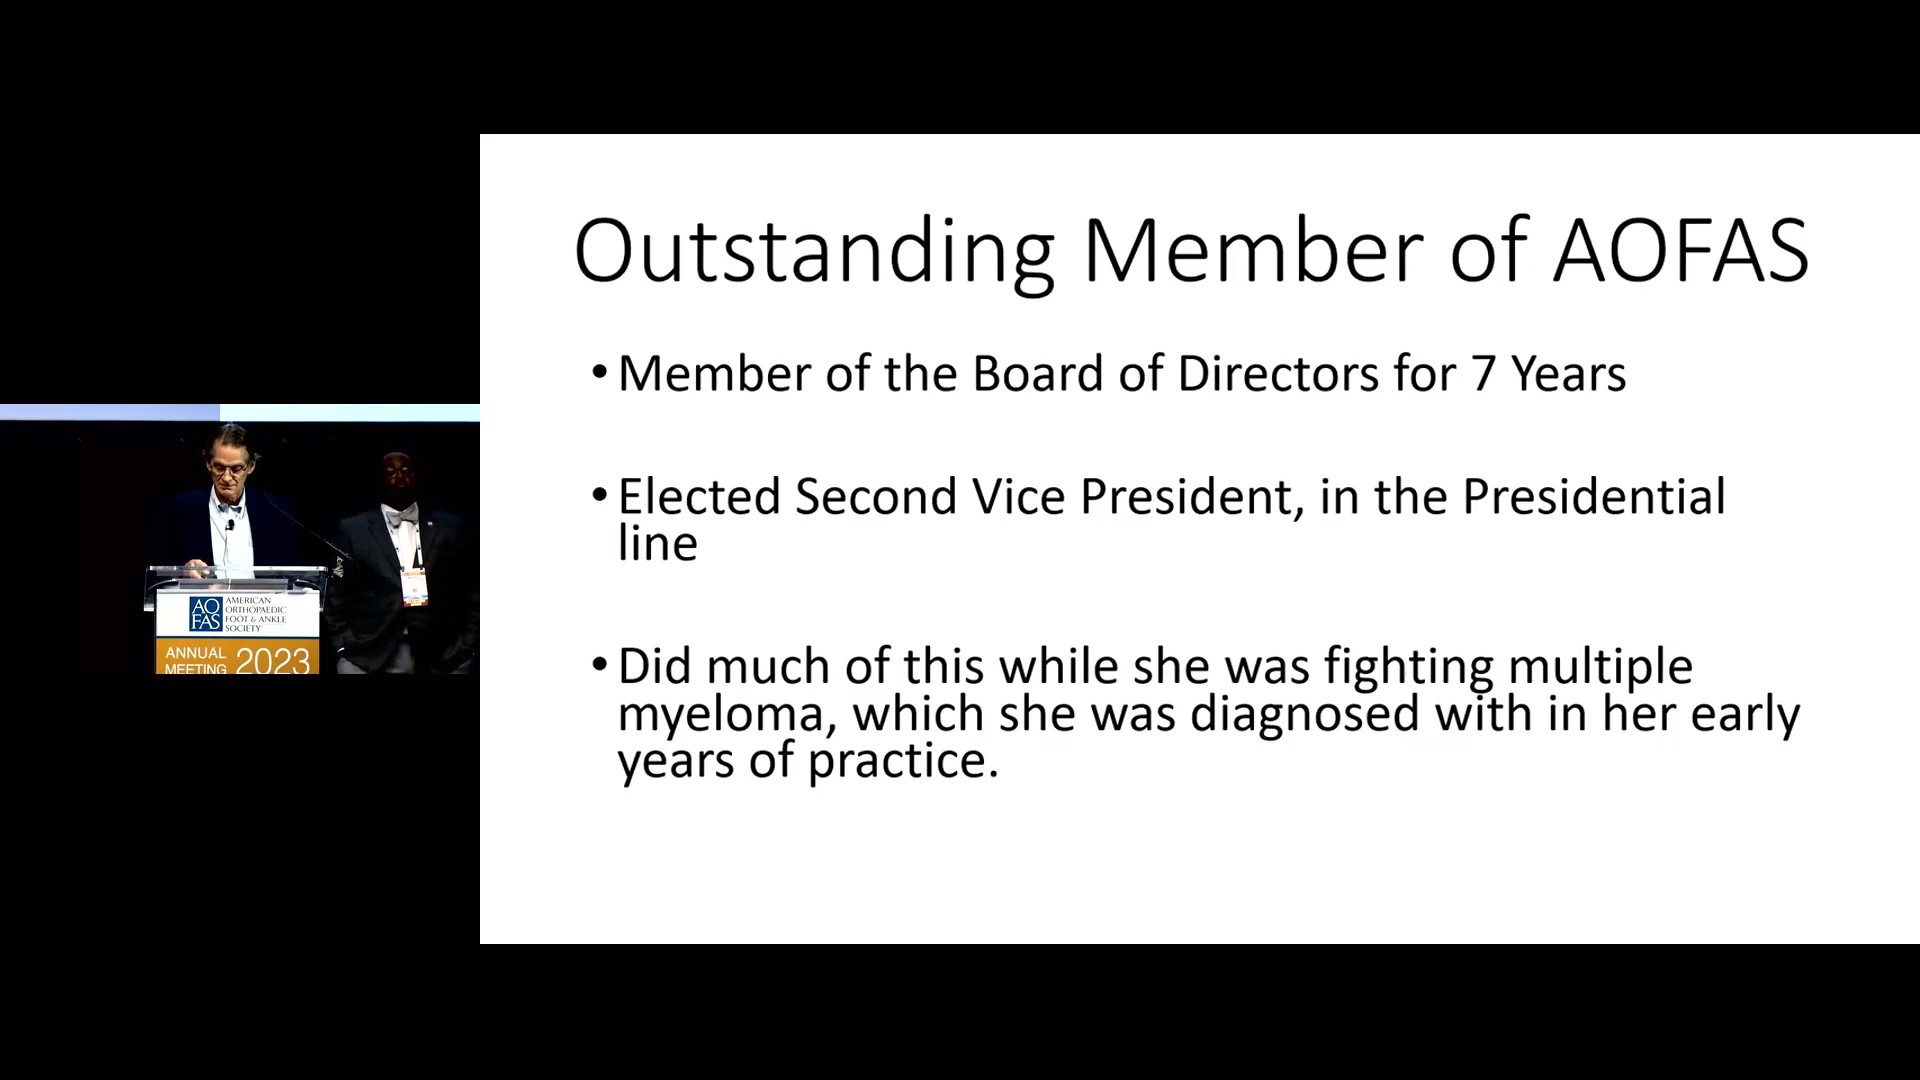 Outstanding Member of AOFAS
• Member of the Board of Directors for 7 Years
• Elected Second Vice President, in the Presidential
line
• Did much of this while she was fighting multiple
myeloma, which she was diagnosed with in her early
years of practice.
AO
FAS
AMERICAN
ORTHOPAEDIC
FOOT & ANKLE
SOCIETY
ANNUAL
MEETING
2023